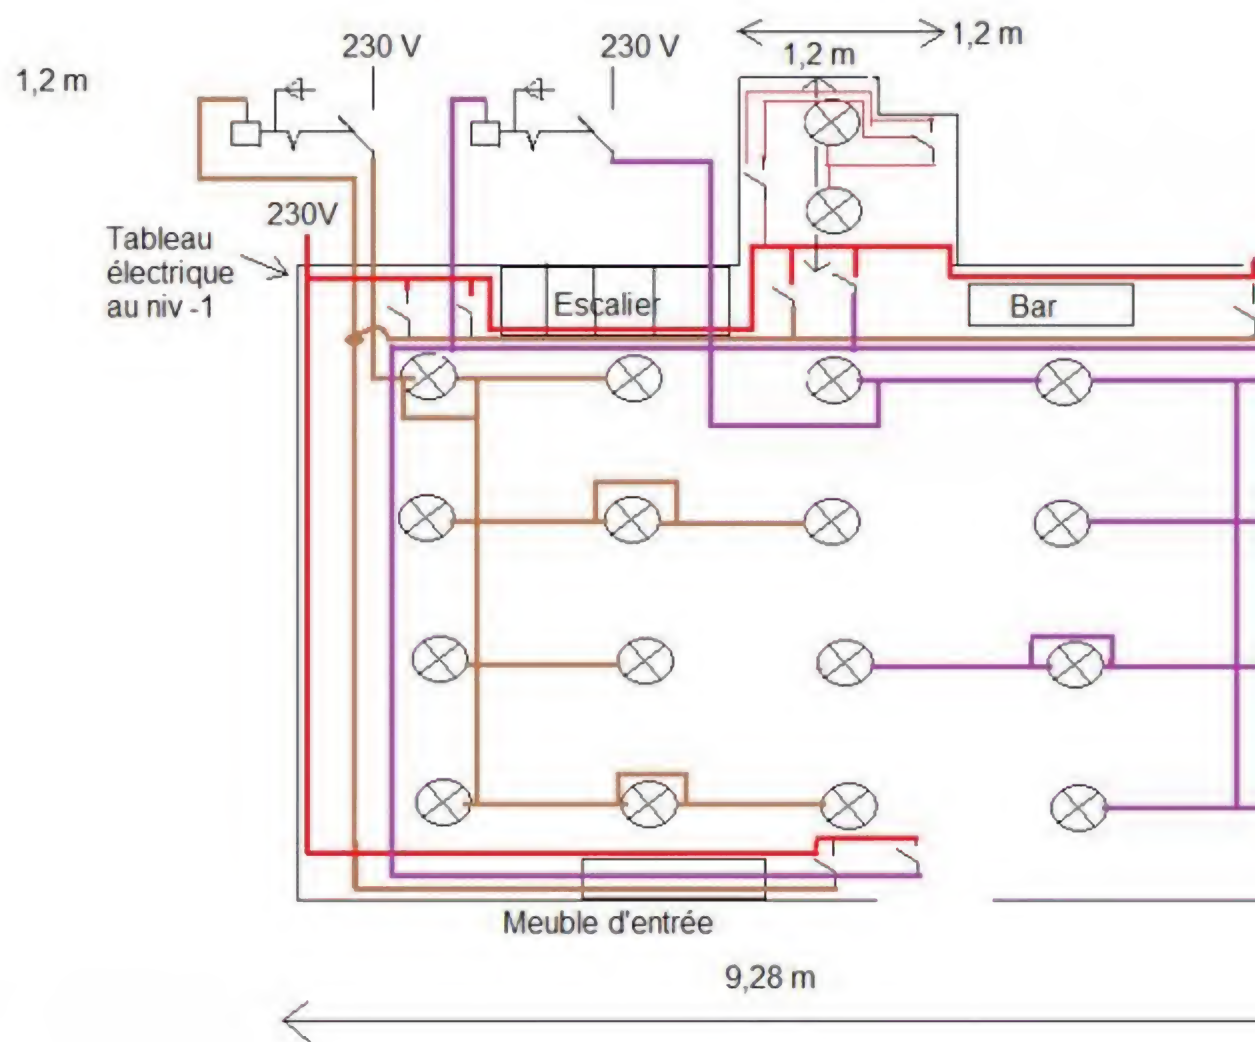 230 V
230 V
1,2 m
1,2 m
1,2 m
230V
Tableau
électrique
au niv -1
Escalier
Bar
Meuble d'entrée
9,28 m